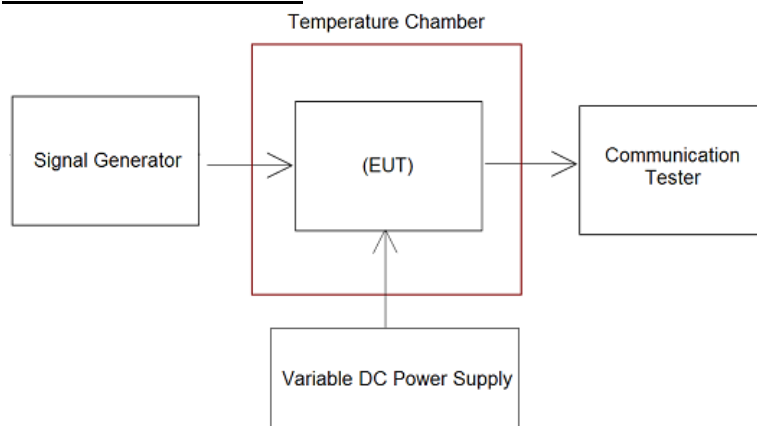 Temperature Chamber
Signal Generator
(EUT)
Communication
Tester
Variable DC Power Supply